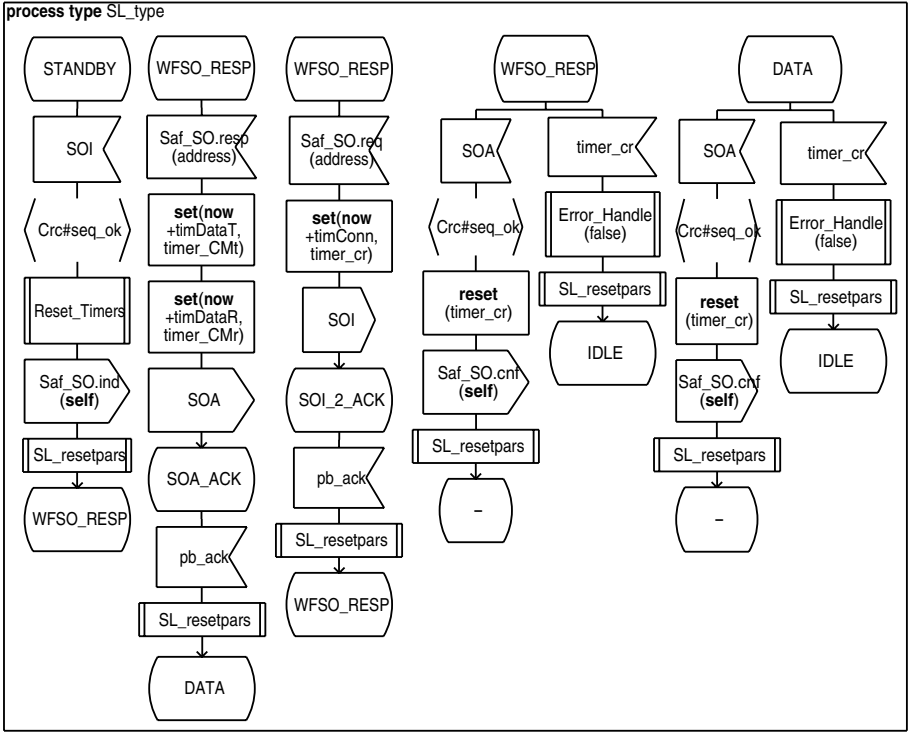 process type SL_type
STANDBY
SOI
Crc#seq_ok
Reset_Timers
Saf_SO.ind
(self)
SL_resetpars
WFSO_RESP
WFSO_RESP
Saf_SO.resp
(address)
set(now
+timDataT,
timer_CMt)
set(now
+timDataR,
timer_CMr)
SOA
SOA_ACK
pb_ack
SL_resetpars
DATA
WFSO_RESP
Saf_SO.req
(address)
set(now
+timConn,
timer_cr)
SOI
SOI_2_ACK
pb_ack
SL_resetpars
WFSO_RESP
WFSO_RESP
SOA
Crc#seq_ok
reset
(timer_cr)
Saf_SO.cnf
(self)
SL_resetpars
–
timer_cr
Error_Handle
(false)
SL_resetpars
IDLE
DATA
SOA
Crc#seq_ok
reset
(timer_cr)
Saf_SO.cnf
(self)
SL_resetpars
–
timer_cr
Error_Handle
(false)
SL_resetpars
IDLE